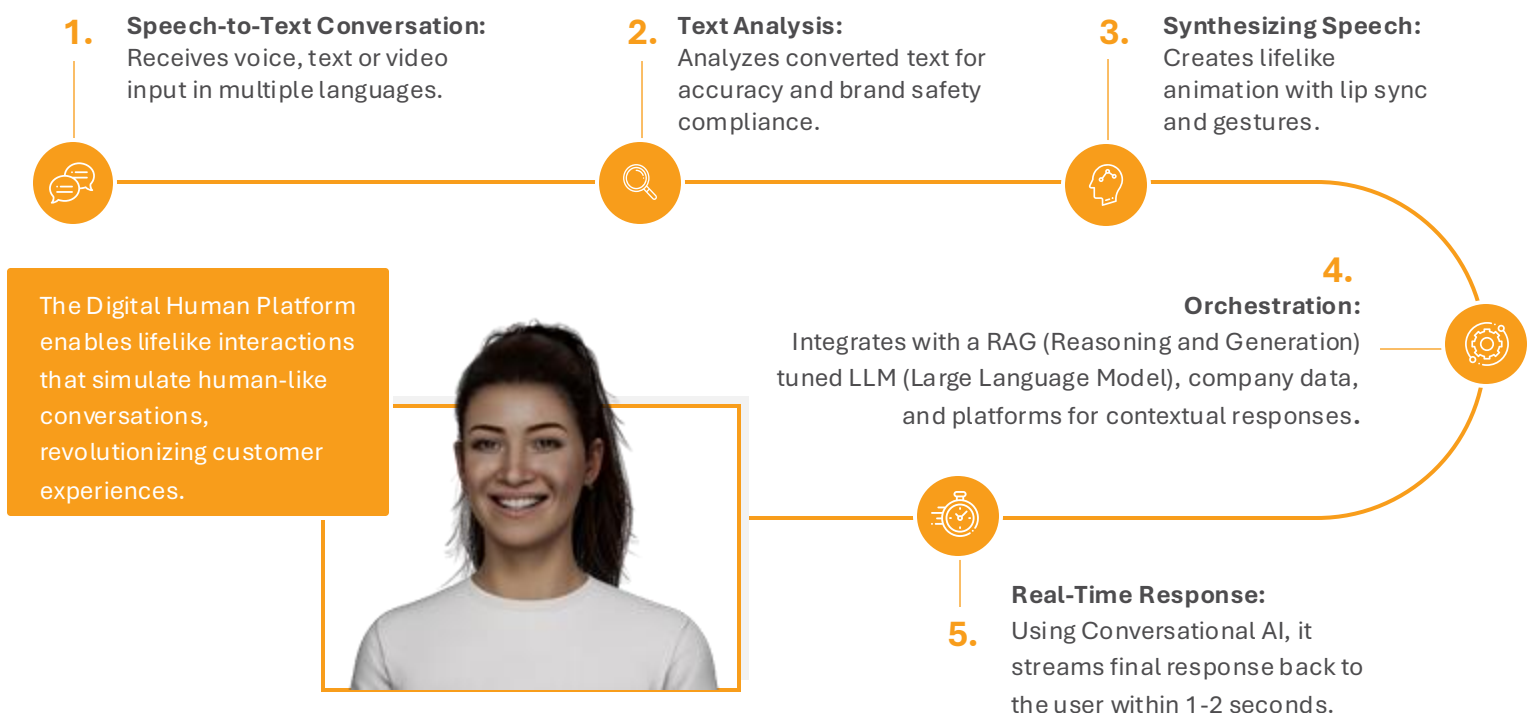 1.
Speech-to-Text Conversation:
Receives voice, text or video
input in multiple languages.
2.
Text Analysis:
Analyzes converted text for
accuracy and brand safety
compliance.
3.
Synthesizing Speech:
Creates lifelike
animation with lip sync
and gestures.
4.
Orchestration:
Integrates with a RAG (Reasoning and Generation)
tuned LLM (Large Language Model), company data,
and platforms for contextual responses.
The Digital Human Platform
enables lifelike interactions
that simulate human-like
conversations,
revolutionizing customer
experiences.
5.
Real-Time Response:
Using Conversational AI, it
streams final response back to
the user within 1-2 seconds.